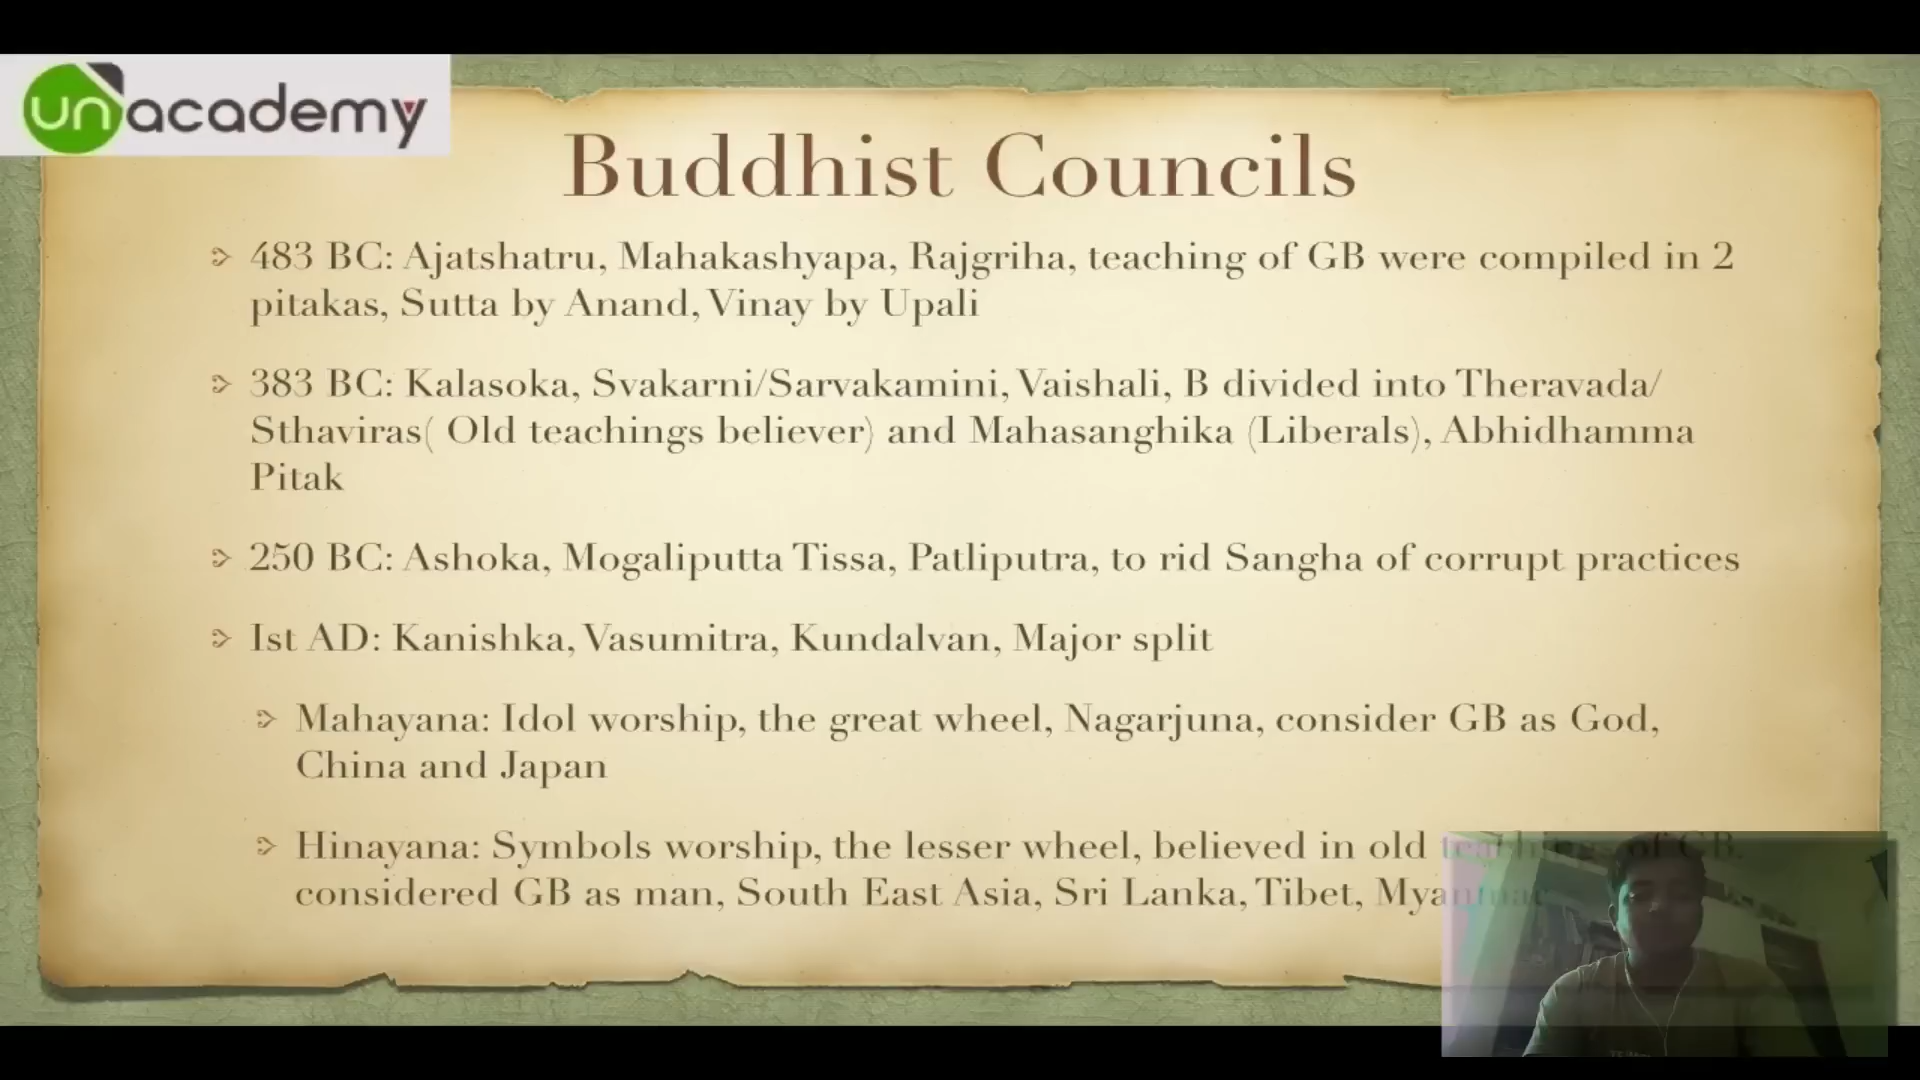 unacademy
Buddhist Councils
483 BC: Ajatshatru, Mahakashyapa, Rajgriha, teaching of GB were compiled in 2
pitakas, Sutta by Anand, Vinay by Upali
383 BC: Kalasoka, Svakarni/Sarvakamini, Vaishali, B divided into Theravada/
Sthaviras( Old teachings believer) and Mahasanghika (Liberals), Abhidhamma
Pitak
250 BC: Ashoka, Mogaliputta Tissa, Patliputra, to rid Sangha of corrupt practices
Ist AD: Kanishka, Vasumitra, Kundalvan, Major split
Mahayana: Idol worship, the great wheel, Nagarjuna, consider GB as God,
China and Japan
Hinayana: Symbols worship, the lesser wheel, believed in old teachings of GB,
considered GB as man, South East Asia, Sri Lanka, Tibet, Myanmar